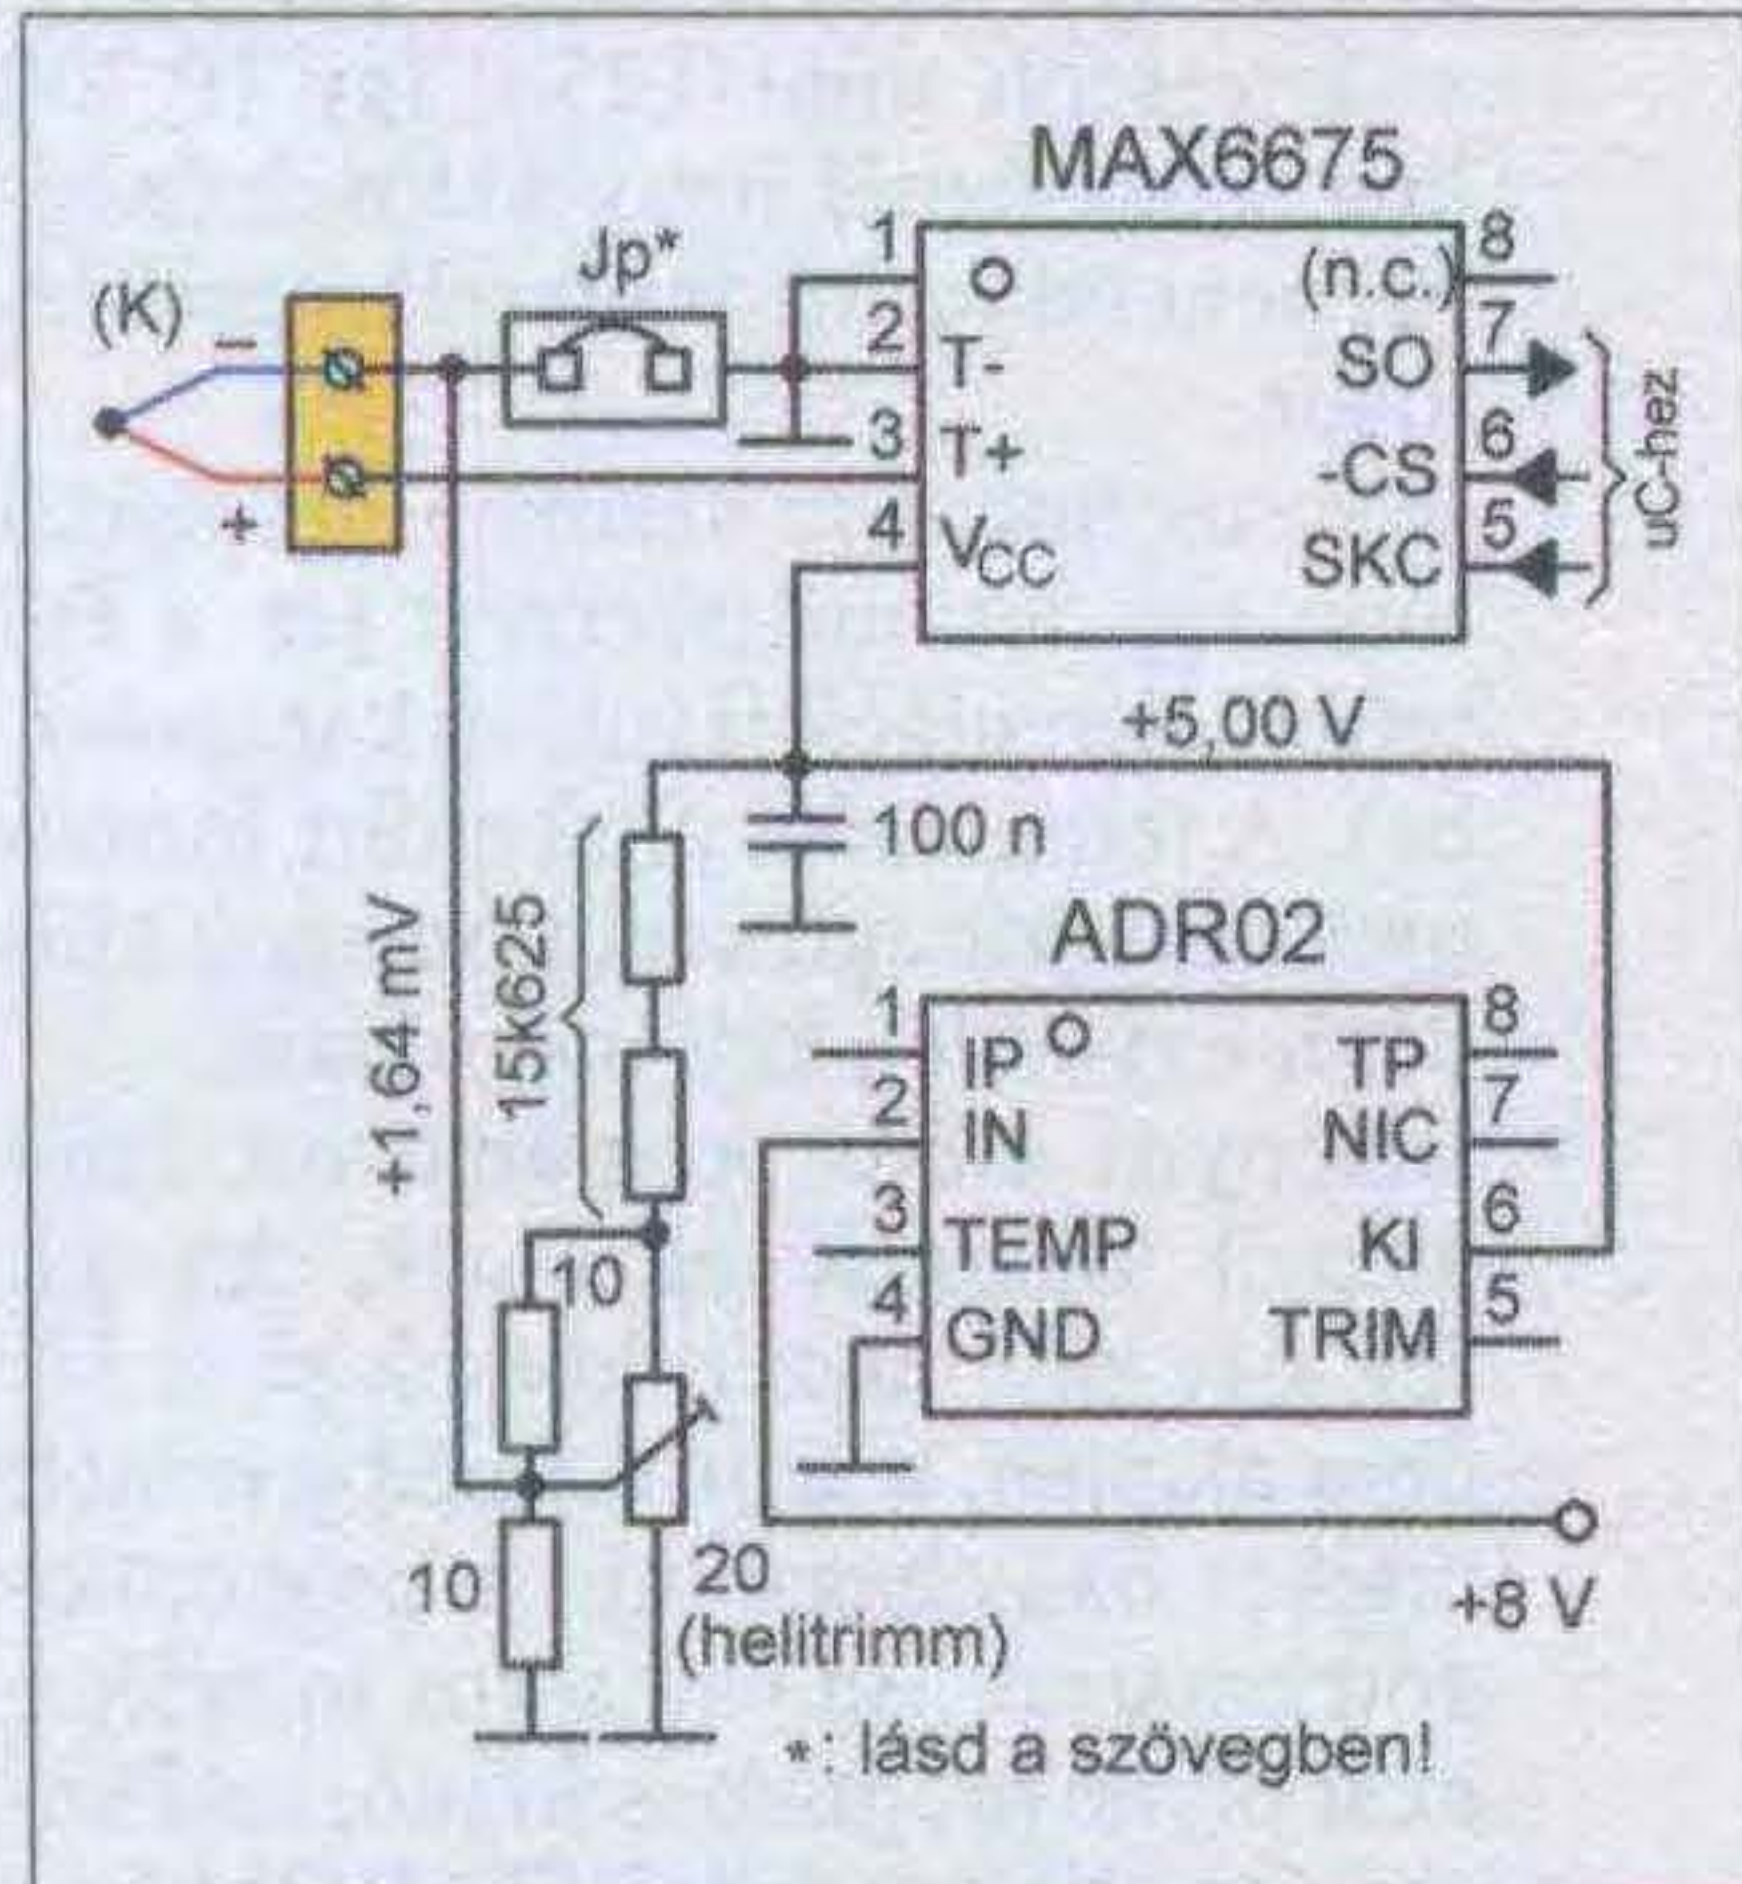 MAX6675
Jp*
(K)
−
+
1
2
3
4
T-
T+
VCC
(n.c.)
SO
-CS
SKC
8
7
6
5
uC-hez
+5,00 V
100 n
+1,64 mV
15k625
ADR02
1
2
3
4
IP
IN
TEMP
GND
TP
NIC
KI
TRIM
8
7
6
5
10
10
20
(helitrimm)
+8 V
*: lásd a szövegben!